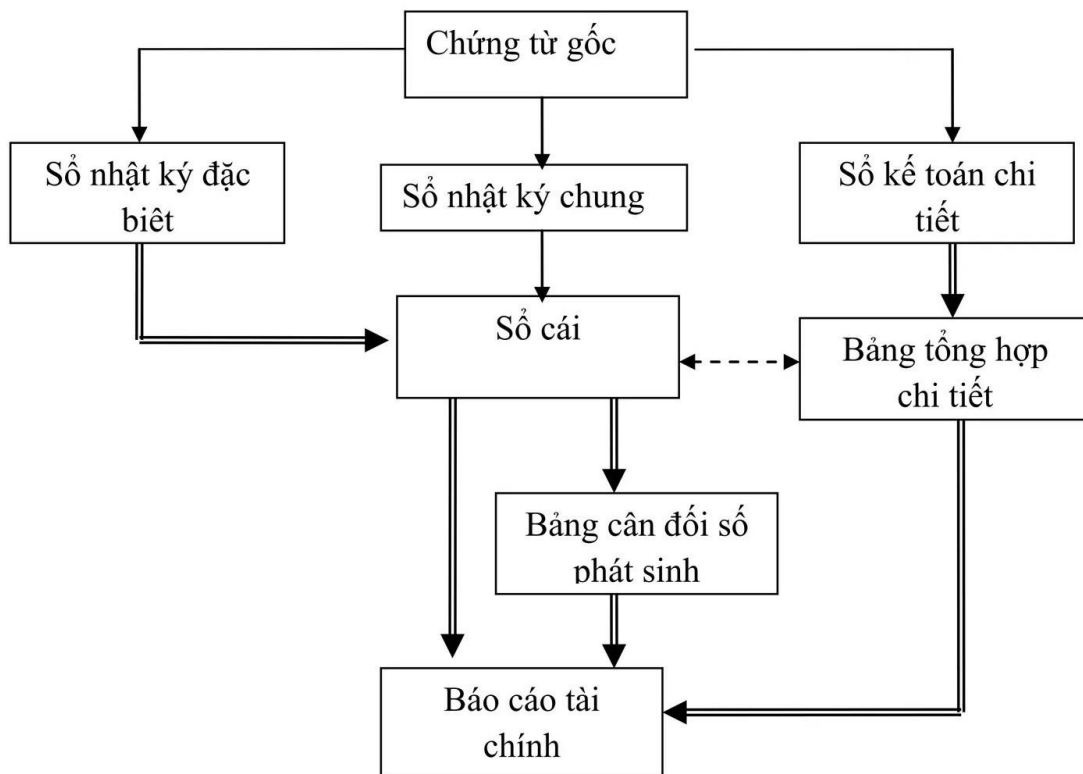 Chứng từ gốc
Sổ nhật ký đặc
biêt
Sổ nhật ký chung
Sổ kế toán chi
tiết
Sổ cái
Bảng tổng hợp
chi tiết
Bảng cân đối số
phát sinh
Báo cáo tài
chính